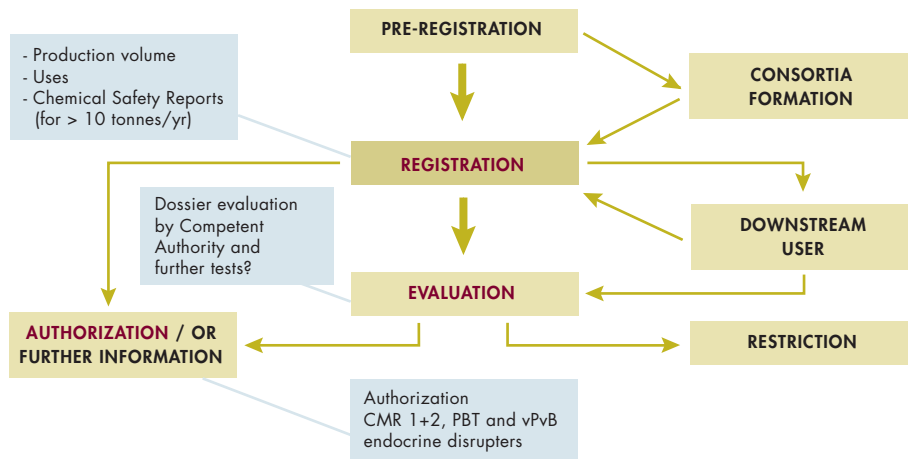 PRE-REGISTRATION
- Production volume
- Uses
- Chemical Safety Reports
(for > 10 tonnes/yr)
CONSORTIA
FORMATION
REGISTRATION
Dossier evaluation
by Competent
Authority and
further tests?
DOWNSTREAM
USER
EVALUATION
AUTHORIZATION / OR
FURTHER INFORMATION
RESTRICTION
Authorization
CMR 1+2, PBT and vPvB
endocrine disrupters